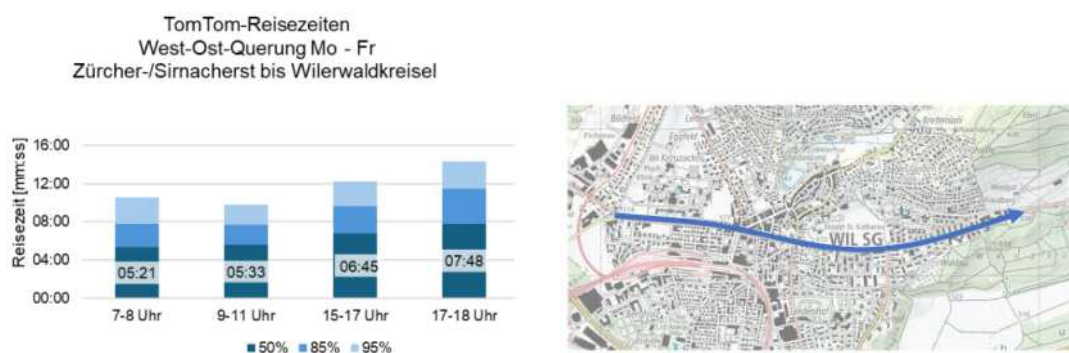 TomTom-Reisezeiten
West-Ost-Querung Mo - Fr
Zürcher-/Sirnacherst bis Wilerwaldkreisel
Reisezeit [mm:ss]
16:00
12:00
08:00
04:00
00:00
05:21
05:33
06:45
07:48
7-8 Uhr
9-11 Uhr
15-17 Uhr
17-18 Uhr
50%
85%
95%
WIL SG